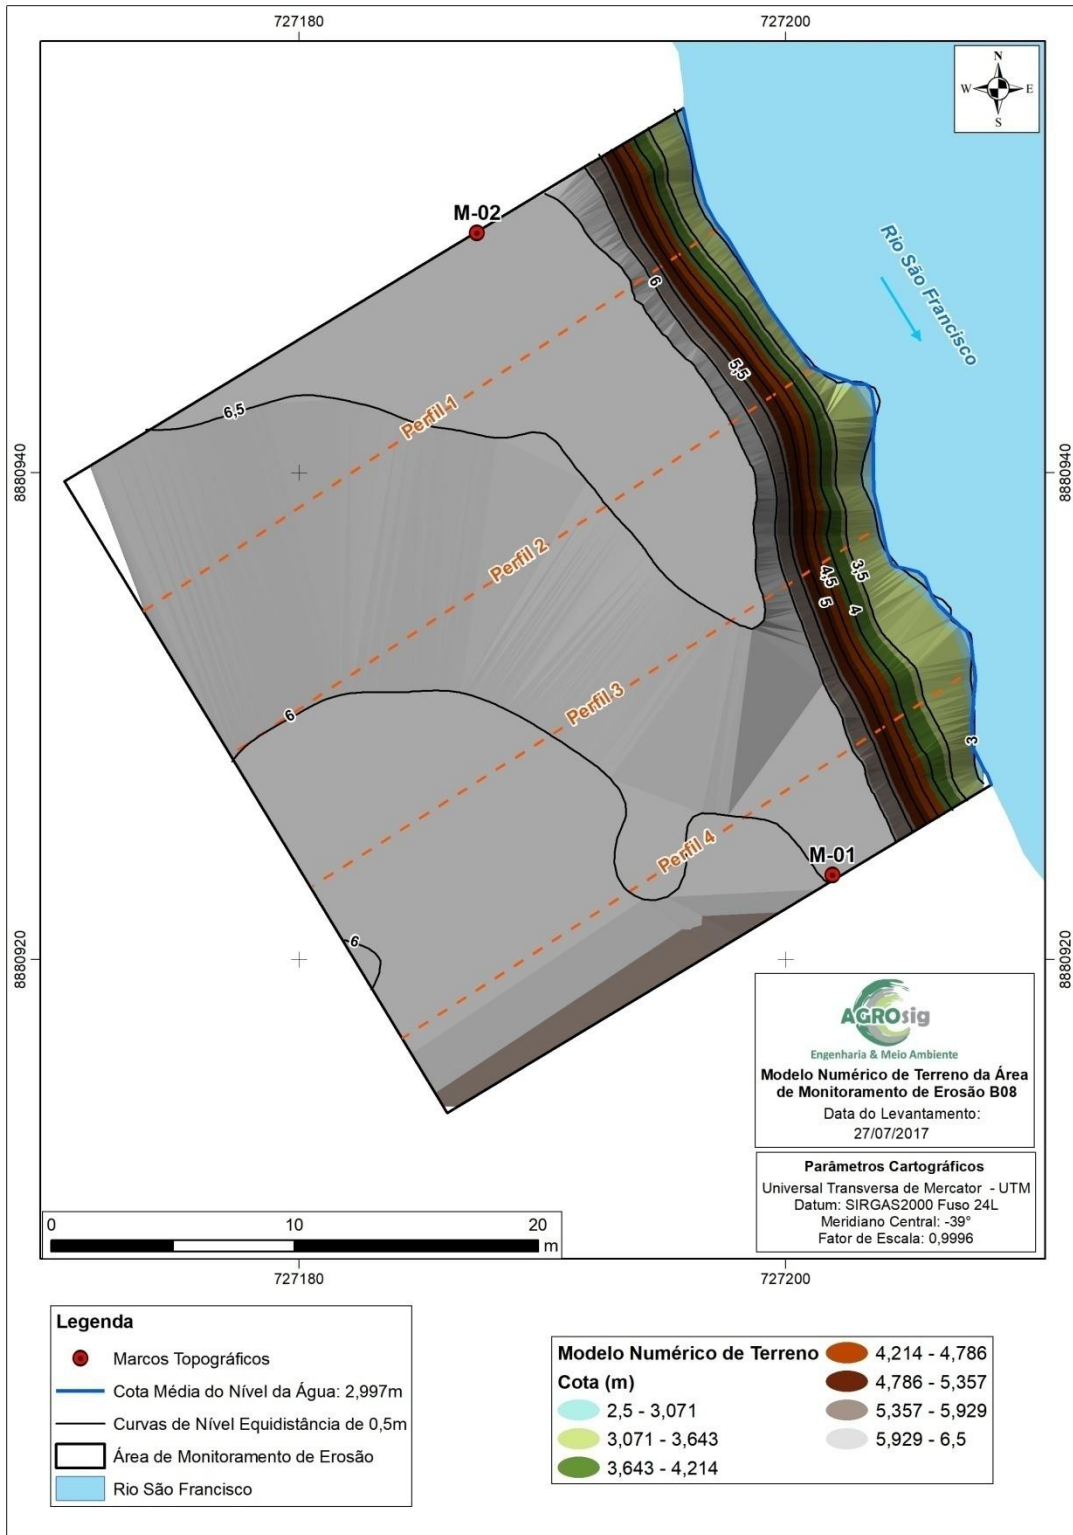 727180
727200
N
W
E
S
M-02
Rio São Francisco
6
5,5
6,5
Perfil 1
8880940
8880940
Perfil 2
4,5
3,5
5
4
Perfil 3
6
3
Perfil 4
M-01
6
8880920
8880920
AGROsig
Engenharia & Meio Ambiente
Modelo Numérico de Terreno da Área
de Monitoramento de Erosão B08
Data do Levantamento:
27/07/2017
Parâmetros Cartográficos
Universal Transversa de Mercator - UTM
Datum: SIRGAS2000 Fuso 24L
Meridiano Central: -39°
Fator de Escala: 0,9996
0
10
20
m
727180
727200
Legenda
Marcos Topográficos
Cota Média do Nível da Água: 2,997m
Curvas de Nível Equidistância de 0,5m
Área de Monitoramento de Erosão
Rio São Francisco
Modelo Numérico de Terreno
Cota (m)
2,5 - 3,071
3,071 - 3,643
3,643 - 4,214
4,214 - 4,786
4,786 - 5,357
5,357 - 5,929
5,929 - 6,5